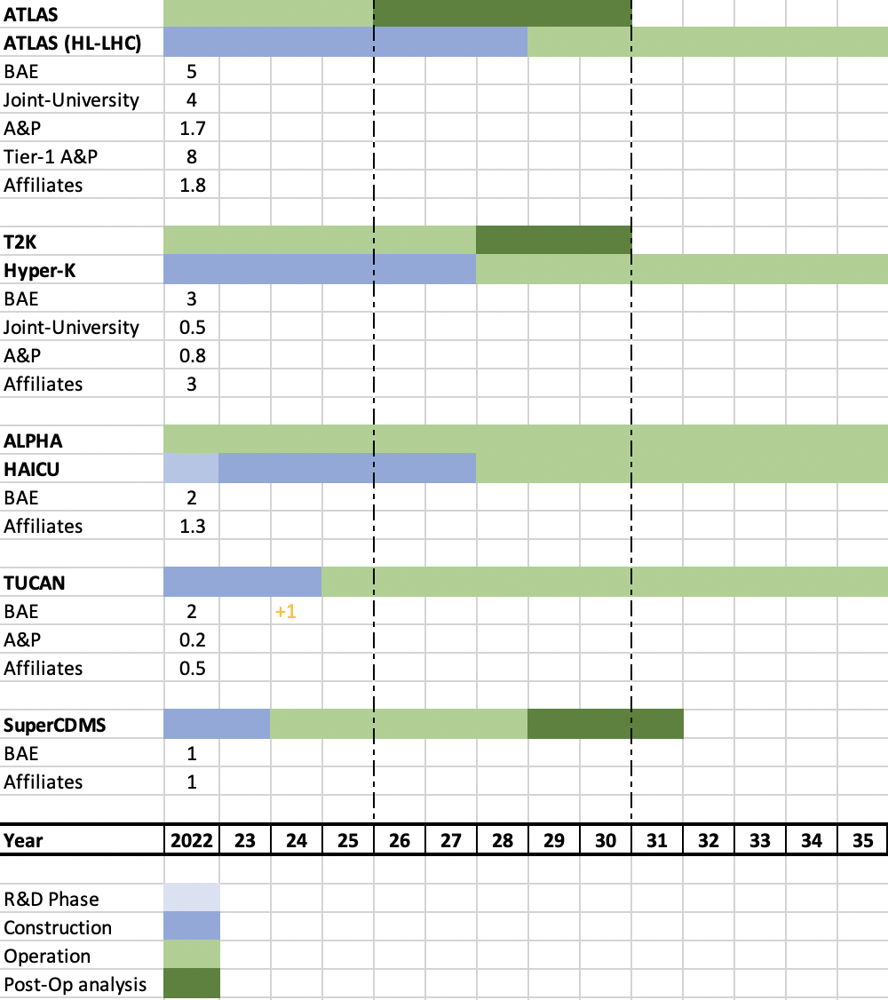 ATLAS
ATLAS (HL-LHC)
BAE 5
Joint-University 4
A&P 1.7
Tier-1 A&P 8
Affiliates 1.8
T2K
Hyper-K
BAE 3
Joint-University 0.5
A&P 0.8
Affiliates 3
ALPHA
HAICU
BAE 2
Affiliates 1.3
TUCAN
BAE 2 +1
A&P 0.2
Affiliates 0.5
SuperCDMS
BAE 1
Affiliates 1
Year 2022 23 24 25 26 27 28 29 30 31 32 33 34 35
R&D Phase
Construction
Operation
Post-Op analysis